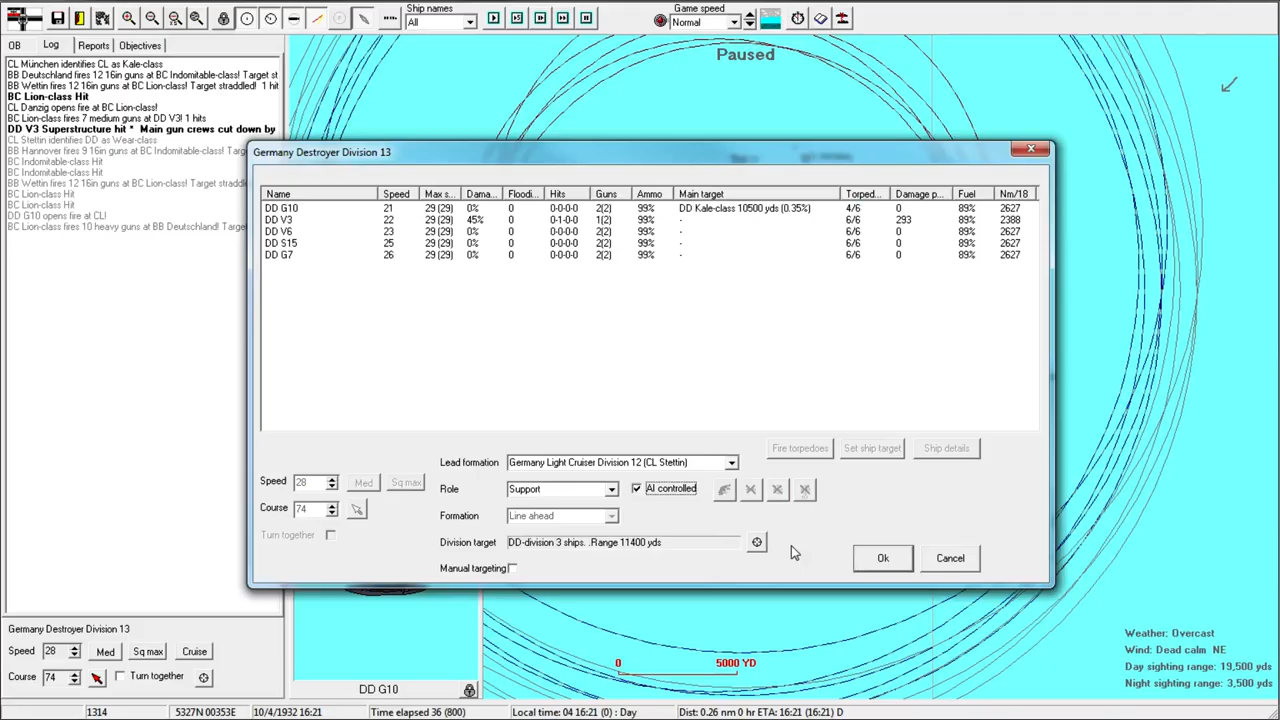 Ship names
All
Game speed
Normal
OB Log Reports Objectives
Paused
CL München identifies CL as Kale-class
BB Deutschland fires 12 16in guns at BC Indomitable-class! Target st
BB Wettin fires 12 16in guns at BC Lion-class! Target straddled! 1 hit
BC Lion-class Hit
CL Danzig opens fire at BC Lion-class!
BC Lion-class fires 7 medium guns at DD V3! 1 hits
DD V3 Superstructure hit * Main gun crews cut down by
CL Stettin identifies DD as Wear-class
BB Hannover fires 9 16in guns at BC Indomitable-class! Target
BC Indomitable-class Hit
BC Indomitable-class Hit
BB Wettin fires 12 16in guns at BC Lion-class! Target straddle
BC Lion-class Hit
BC Lion-class Hit
DD G10 opens fire at CL!
BC Lion-class fires 10 heavy guns at BB Deutschland! Target
Germany Destroyer Division 13
Name Speed Max s... Dama... Floodi... Hits Guns Ammo Main target Torped... Damage p... Fuel Nm/18
DD G10 21 29 (29) 0% 0 0-0-0-0 2(2) 99% DD Kale-class 10500 yds (0.35%) 4/6 0 89% 2627
DD V3 22 29 (29) 45% 0 0-1-0-0 1(2) 99% - 6/6 293 89% 2388
DD V6 23 29 (29) 0% 0 0-0-0-0 2(2) 99% - 6/6 0 89% 2627
DD S15 25 29 (29) 0% 0 0-0-0-0 2(2) 99% - 6/6 0 89% 2627
DD G7 26 29 (29) 0% 0 0-0-0-0 2(2) 99% - 6/6 0 89% 2627
Fire torpedoes Set ship target Ship details
Lead formation Germany Light Cruiser Division 12 (CL Stettin)
Speed 28 Med Sq max
Role Support AI controlled
Course 74
Formation Line ahead
Turn together
Division target DD-division 3 ships. .Range 11400 yds
Ok Cancel
Manual targeting
Germany Destroyer Division 13
Speed 28 Med Sq max Cruise
Course 74 Turn together
DD G10
0 5000 YD
Weather: Overcast
Wind: Dead calm NE
Day sighting range: 19,500 yds
Night sighting range: 3,500 yds
1314 5327N 00353E 10/4/1932 16:21 Time elapsed 36 (800) Local time: 04 16:21 (0) : Day Dist: 0.26 nm 0 hr ETA: 16:21 (16:21) D